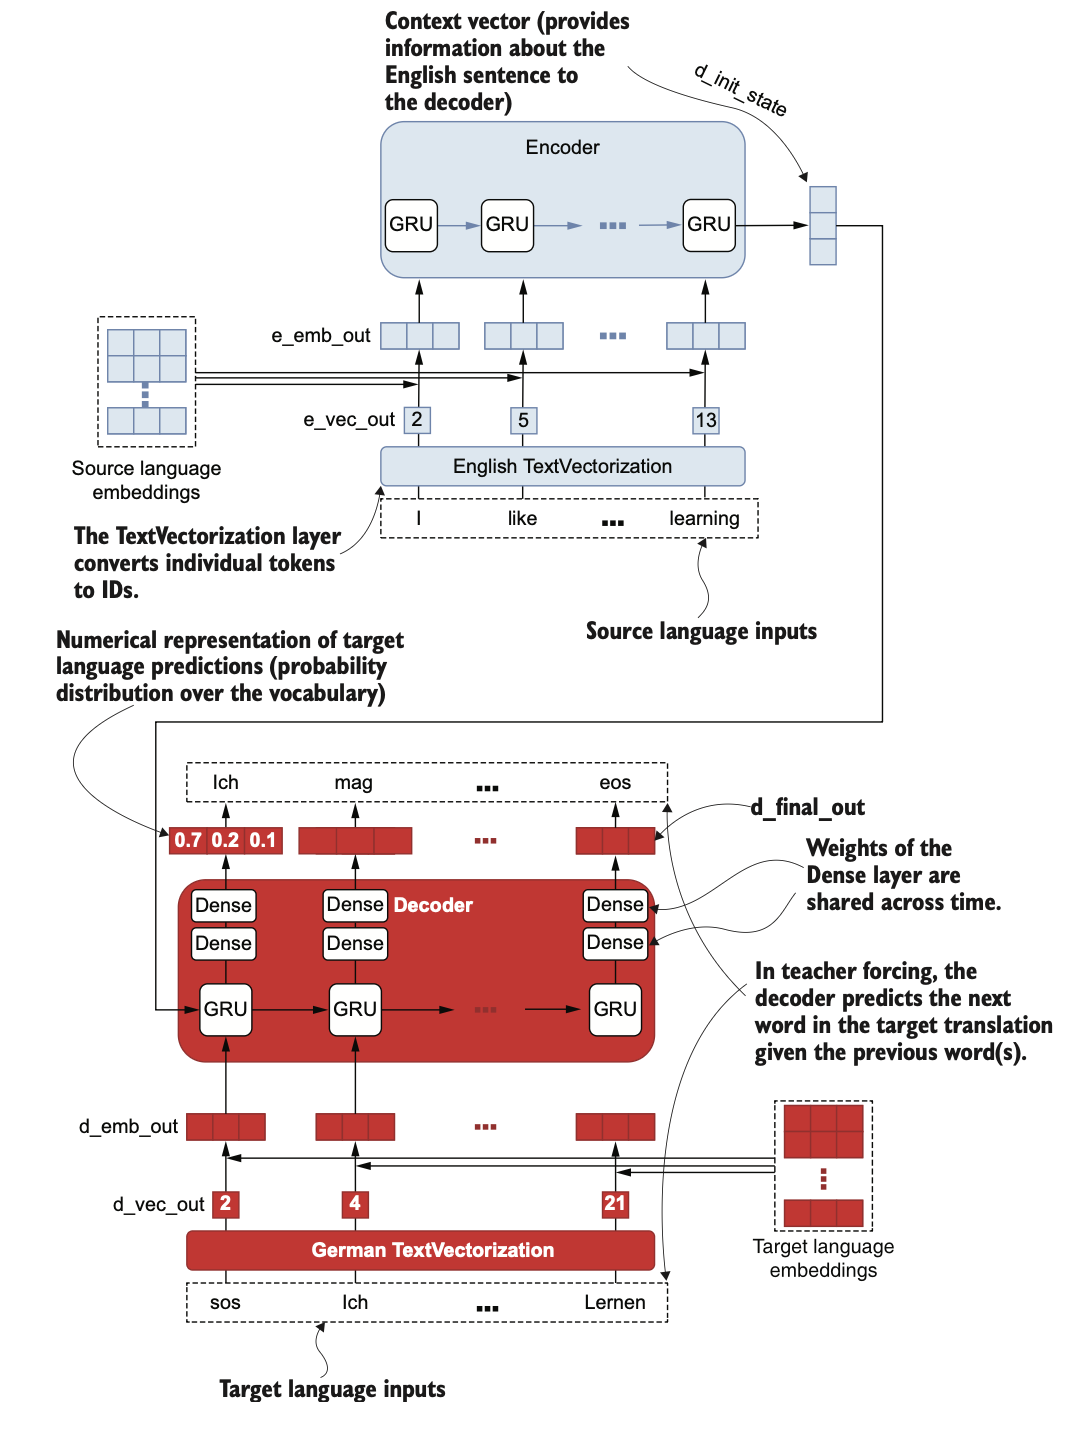 Context vector (provides
information about the
English sentence to
the decoder)
d_init_state
Encoder
GRU
GRU
GRU
e_emb_out
e_vec_out
2
5
13
Source language
embeddings
English TextVectorization
I
like
learning
The TextVectorization layer
converts individual tokens
to IDs.
Source language inputs
Numerical representation of target
language predictions (probability
distribution over the vocabulary)
Ich
mag
eos
0.7 0.2 0.1
d_final_out
Dense
Dense
Decoder
Dense
Weights of the
Dense layer are
shared across time.
Dense
Dense
Dense
GRU
GRU
GRU
In teacher forcing, the
decoder predicts the next
word in the target translation
given the previous word(s).
d_emb_out
d_vec_out
2
4
21
German TextVectorization
Target language
embeddings
sos
Ich
Lernen
Target language inputs